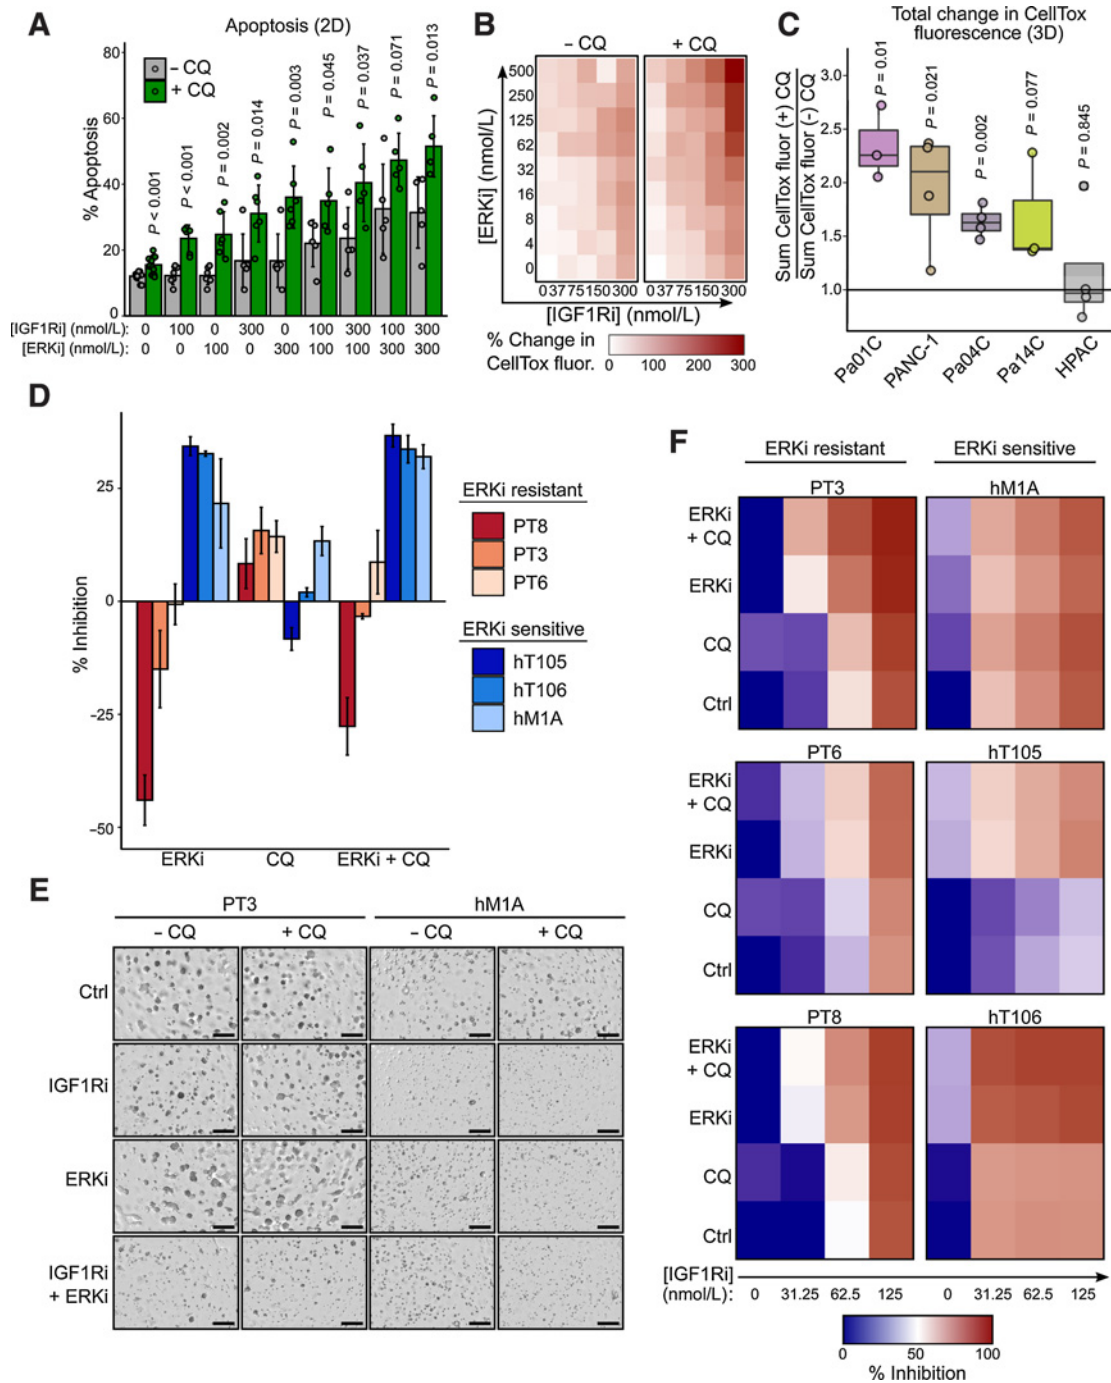 A
Apoptosis (2D)
% Apoptosis
80
60
40
20
0
– CQ
+ CQ
P < 0.001
P < 0.001
P = 0.002
P = 0.014
P = 0.003
P = 0.045
P = 0.037
P = 0.071
P = 0.013
[IGF1Ri] (nmol/L): 0 100 0 300 0 100 300 100 300
[ERKi] (nmol/L): 0 0 100 0 300 100 100 300 300
B
– CQ
+ CQ
[ERKi] (nmol/L)
500
250
125
62
32
16
8
4
0
0 37 75 150 300
0 37 75 150 300
[IGF1Ri] (nmol/L)
% Change in
CellTox fluor.
0 100 200 300
C
Total change in CellTox
fluorescence (3D)
Sum CellTox fluor (+) CQ
Sum CellTox fluor (-) CQ
3.0
2.5
2.0
1.5
1.0
P = 0.01
P = 0.021
P = 0.002
P = 0.077
P = 0.845
Pa01C
PANC-1
Pa04C
Pa14C
HPAC
D
% Inhibition
25
0
−25
−50
ERKi
CQ
ERKi + CQ
ERKi resistant
PT8
PT3
PT6
ERKi sensitive
hT105
hT106
hM1A
E
PT3
hM1A
– CQ
+ CQ
– CQ
+ CQ
Ctrl
IGF1Ri
ERKi
IGF1Ri
+ ERKi
F
ERKi resistant
ERKi sensitive
PT3
hM1A
ERKi
+ CQ
ERKi
CQ
Ctrl
PT6
hT105
ERKi
+ CQ
ERKi
CQ
Ctrl
PT8
hT106
ERKi
+ CQ
ERKi
CQ
Ctrl
[IGF1Ri]
(nmol/L): 0 31.25 62.5 125 0 31.25 62.5 125
0 50 100
% Inhibition